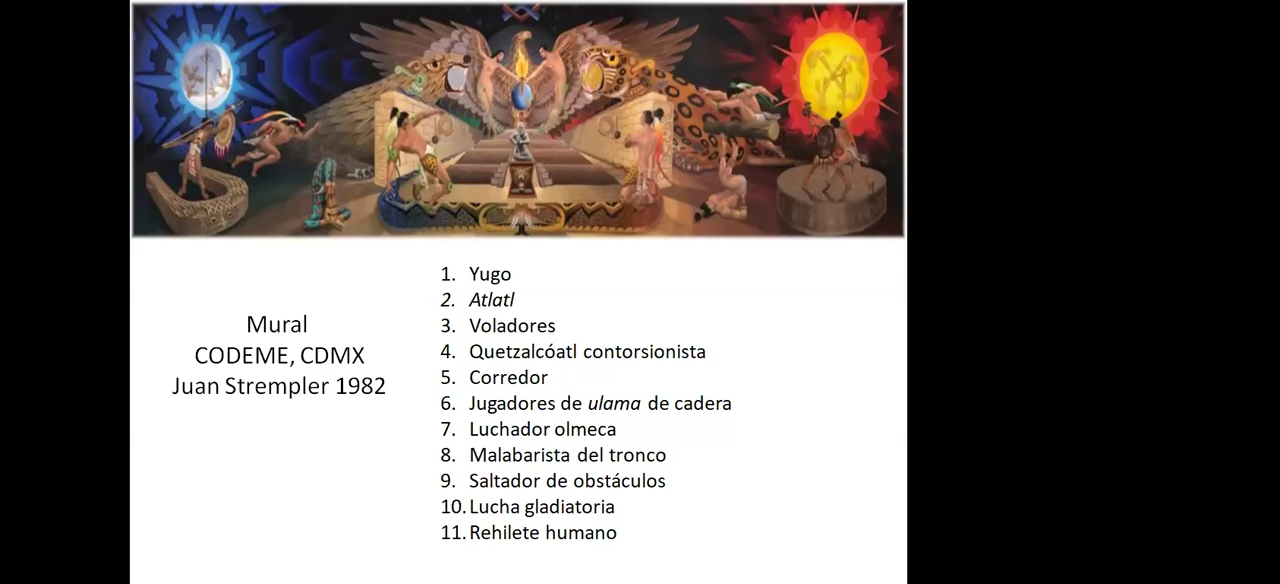 Mural
CODEME, CDMX
Juan Strempler 1982
1. Yugo
2. Atlatl
3. Voladores
4. Quetzalcóatl contorsionista
5. Corredor
6. Jugadores de ulama de cadera
7. Luchador olmeca
8. Malabarista del tronco
9. Saltador de obstáculos
10. Lucha gladiatoria
11. Rehilete humano